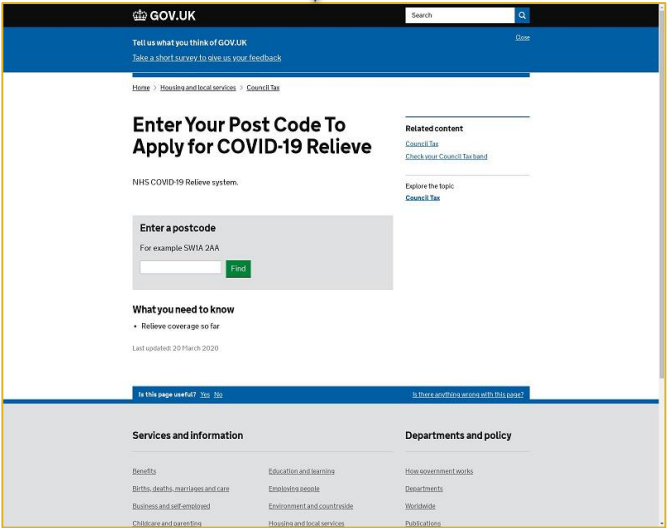 GOV.UK
Search
Tell us what you think of GOV.UK
Close
Take a short survey to give us your feedback
Home > Housing and local services > Council Tax
Enter Your Post Code To
Apply for COVID-19 Relieve
Related content
Council Tax
Check your Council Tax band
NHS COVID-19 Relieve system.
Explore the topic
Council Tax
Enter a postcode
For example SW1A 2AA
Find
What you need to know
• Relieve coverage so far
Last updated: 20 March 2020
Is this page useful? Yes No
Is there anything wrong with this page?
Services and information
Departments and policy
Benefits
Education and learning
How government works
Births, deaths, marriages and care
Employing people
Departments
Business and self-employed
Environment and countryside
Worldwide
Childcare and parenting
Housing and local services
Publications